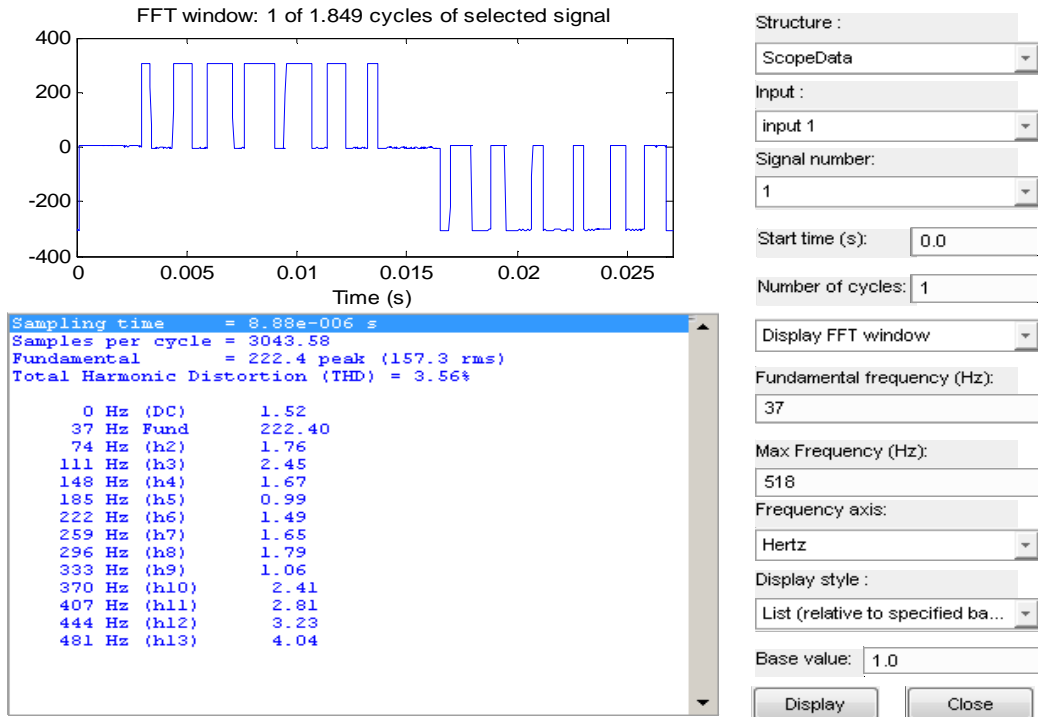 FFT window: 1 of 1.849 cycles of selected signal
400
200
0
-200
-400
0 0.005 0.01 0.015 0.02 0.025
Time (s)
Sampling time = 8.88e-006 s
Samples per cycle = 3043.58
Fundamental = 222.4 peak (157.3 rms)
Total Harmonic Distortion (THD) = 3.56%
0 Hz (DC) 1.52
37 Hz Fund 222.40
74 Hz (h2) 1.76
111 Hz (h3) 2.45
148 Hz (h4) 1.67
185 Hz (h5) 0.99
222 Hz (h6) 1.49
259 Hz (h7) 1.65
296 Hz (h8) 1.79
333 Hz (h9) 1.06
370 Hz (h10) 2.41
407 Hz (h11) 2.81
444 Hz (h12) 3.23
481 Hz (h13) 4.04
Structure :
ScopeData
Input :
input 1
Signal number:
1
Start time (s): 0.0
Number of cycles: 1
Display FFT window
Fundamental frequency (Hz):
37
Max Frequency (Hz):
518
Frequency axis:
Hertz
Display style :
List (relative to specified ba...
Base value: 1.0
Display Close